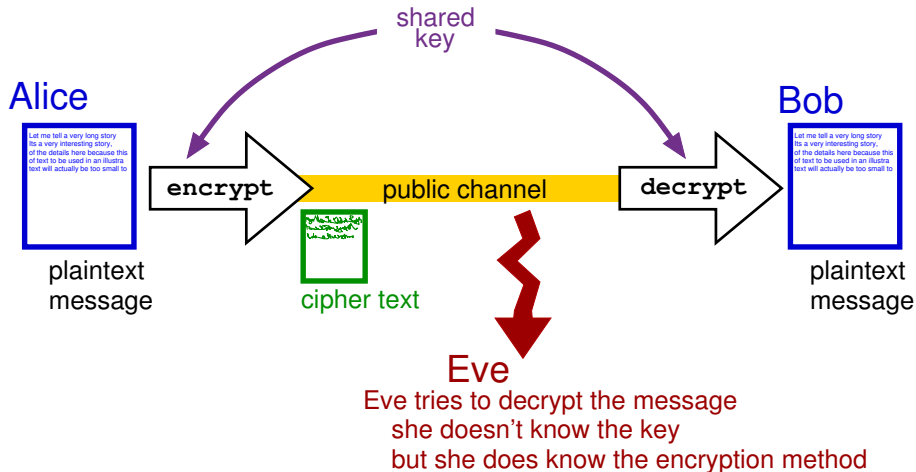 shared
key
Alice
Bob
Let me tell a very long story
Its a very interesting story,
of the details here because this
of text to be used in an illustra
text will actually be too small to
Let me tell a very long story
Its a very interesting story,
of the details here because this
of text to be used in an illustra
text will actually be too small to
encrypt
public channel
decrypt
plaintext
message
cipher text
plaintext
message
Eve
Eve tries to decrypt the message
she doesn't know the key
but she does know the encryption method